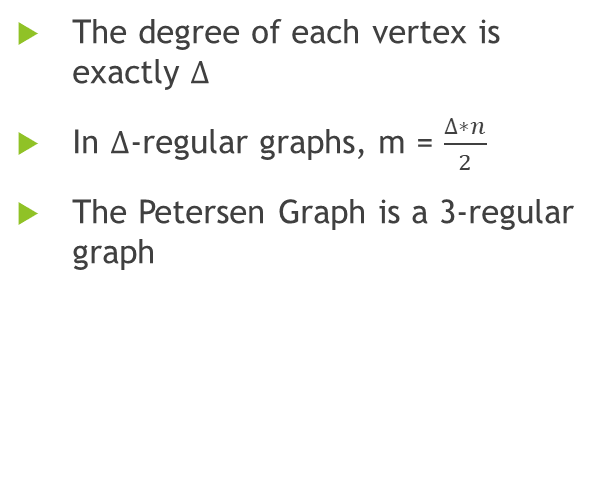 The degree of each vertex is
exactly Δ
In Δ-regular graphs, m = Δ∗n/2
The Petersen Graph is a 3-regular
graph